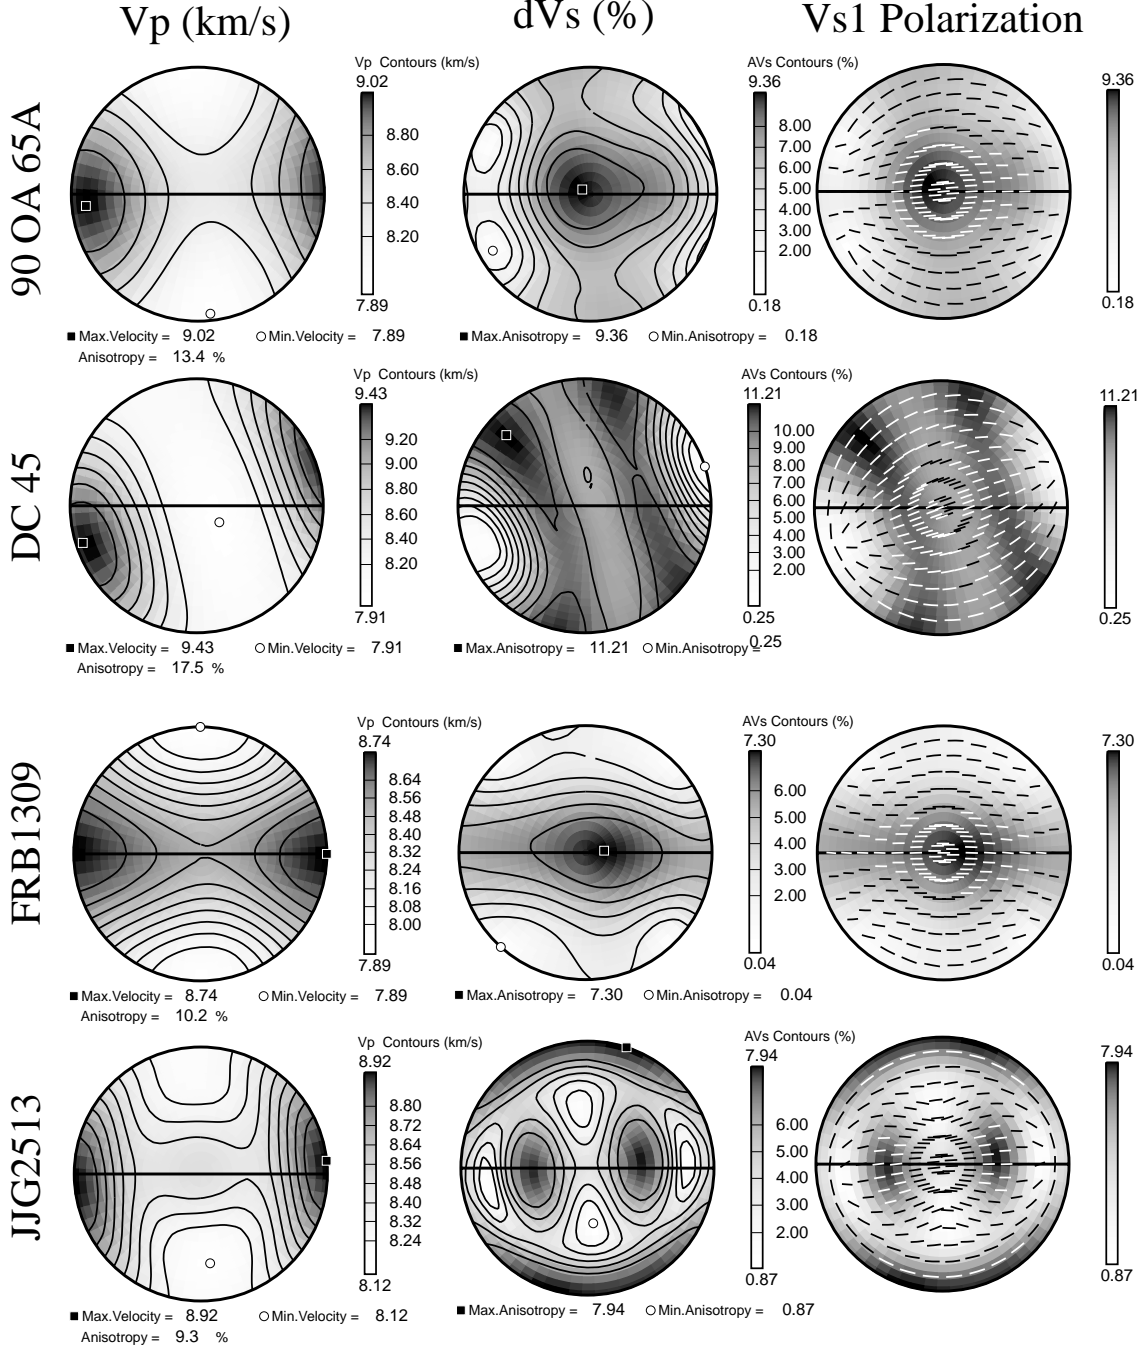 Vp (km/s)
dVs (%)
Vs1 Polarization
90 OA 65A
Vp Contours (km/s)
9.02
8.80
8.60
8.40
8.20
7.89
■ Max.Velocity = 9.02 ○ Min.Velocity = 7.89
Anisotropy = 13.4 %
AVs Contours (%)
9.36
8.00
7.00
6.00
5.00
4.00
3.00
2.00
0.18
■ Max.Anisotropy = 9.36 ○ Min.Anisotropy = 0.18
9.36
0.18
DC 45
Vp Contours (km/s)
9.43
9.20
9.00
8.80
8.60
8.40
8.20
7.91
■ Max.Velocity = 9.43 ○ Min.Velocity = 7.91
Anisotropy = 17.5 %
AVs Contours (%)
11.21
10.00
9.00
8.00
7.00
6.00
5.00
4.00
3.00
2.00
0.25
■ Max.Anisotropy = 11.21 ○ Min.Anisotropy = 0.25
11.21
0.25
FRB1309
Vp Contours (km/s)
8.74
8.64
8.56
8.48
8.40
8.32
8.24
8.16
8.08
8.00
7.89
■ Max.Velocity = 8.74 ○ Min.Velocity = 7.89
Anisotropy = 10.2 %
AVs Contours (%)
7.30
6.00
5.00
4.00
3.00
2.00
0.04
■ Max.Anisotropy = 7.30 ○ Min.Anisotropy = 0.04
7.30
0.04
JJG2513
Vp Contours (km/s)
8.92
8.80
8.72
8.64
8.56
8.48
8.40
8.32
8.24
8.12
■ Max.Velocity = 8.92 ○ Min.Velocity = 8.12
Anisotropy = 9.3 %
AVs Contours (%)
7.94
6.00
5.00
4.00
3.00
2.00
0.87
■ Max.Anisotropy = 7.94 ○ Min.Anisotropy = 0.87
7.94
0.87